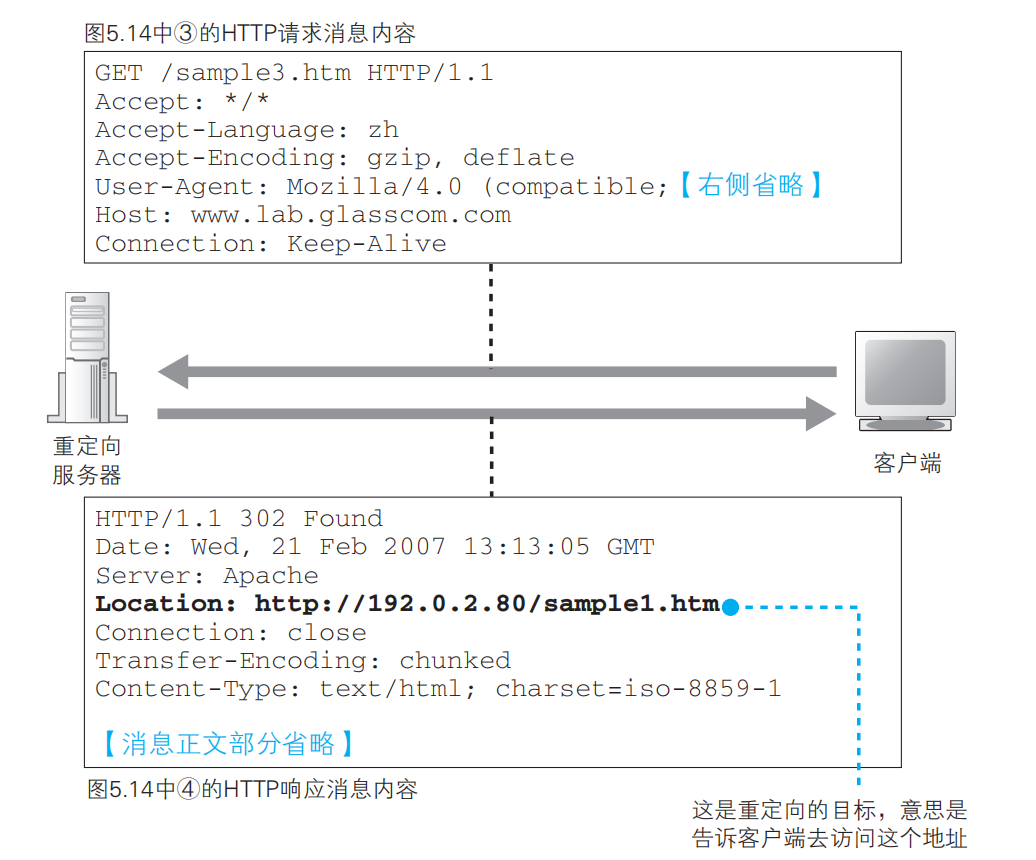 图5.14中③的HTTP请求消息内容
GET /sample3.htm HTTP/1.1
Accept: */*
Accept-Language: zh
Accept-Encoding: gzip, deflate
User-Agent: Mozilla/4.0 (compatible;【右侧省略】
Host: www.lab.glasscom.com
Connection: Keep-Alive
重定向
服务器
客户端
HTTP/1.1 302 Found
Date: Wed, 21 Feb 2007 13:13:05 GMT
Server: Apache
Location: http://192.0.2.80/sample1.htm
Connection: close
Transfer-Encoding: chunked
Content-Type: text/html; charset=iso-8859-1
【消息正文部分省略】
图5.14中④的HTTP响应消息内容
这是重定向的目标，意思是
告诉客户端去访问这个地址